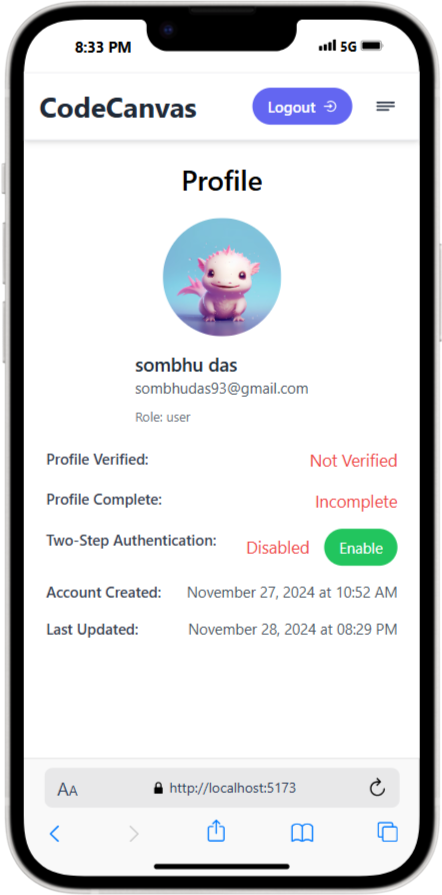 8:33 PM 5G
CodeCanvas Logout
Profile
sombhu das
sombhudas93@gmail.com
Role: user
Profile Verified: Not Verified
Profile Complete: Incomplete
Two-Step Authentication: Disabled Enable
Account Created: November 27, 2024 at 10:52 AM
Last Updated: November 28, 2024 at 08:29 PM
AA http://localhost:5173